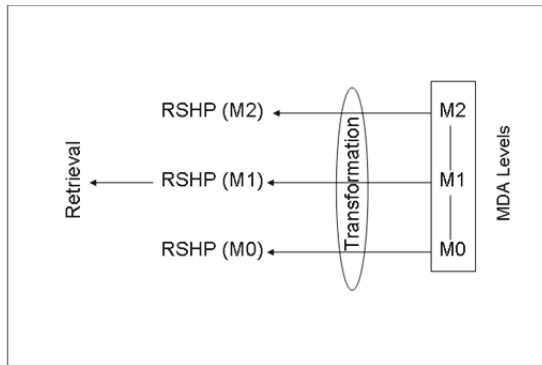 RSHP (M2)
M2
Retrieval
RSHP (M1)
Transformation
M1
MDA Levels
RSHP (M0)
M0